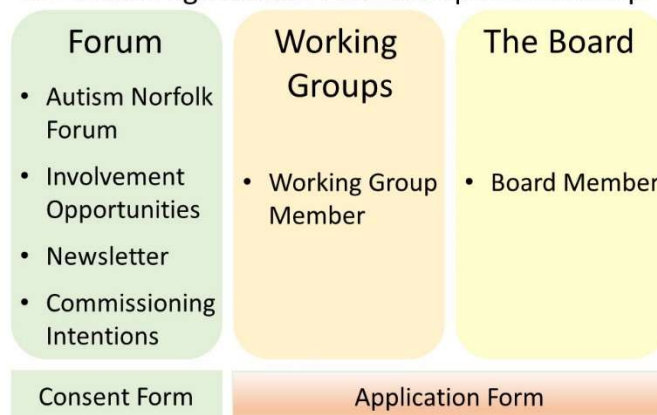 Forum
• Autism Norfolk
Forum
• Involvement
Opportunities
• Newsletter
• Commissioning
Intentions
Working
Groups
• Working Group
Member
The Board
• Board Member
Consent Form
Application Form